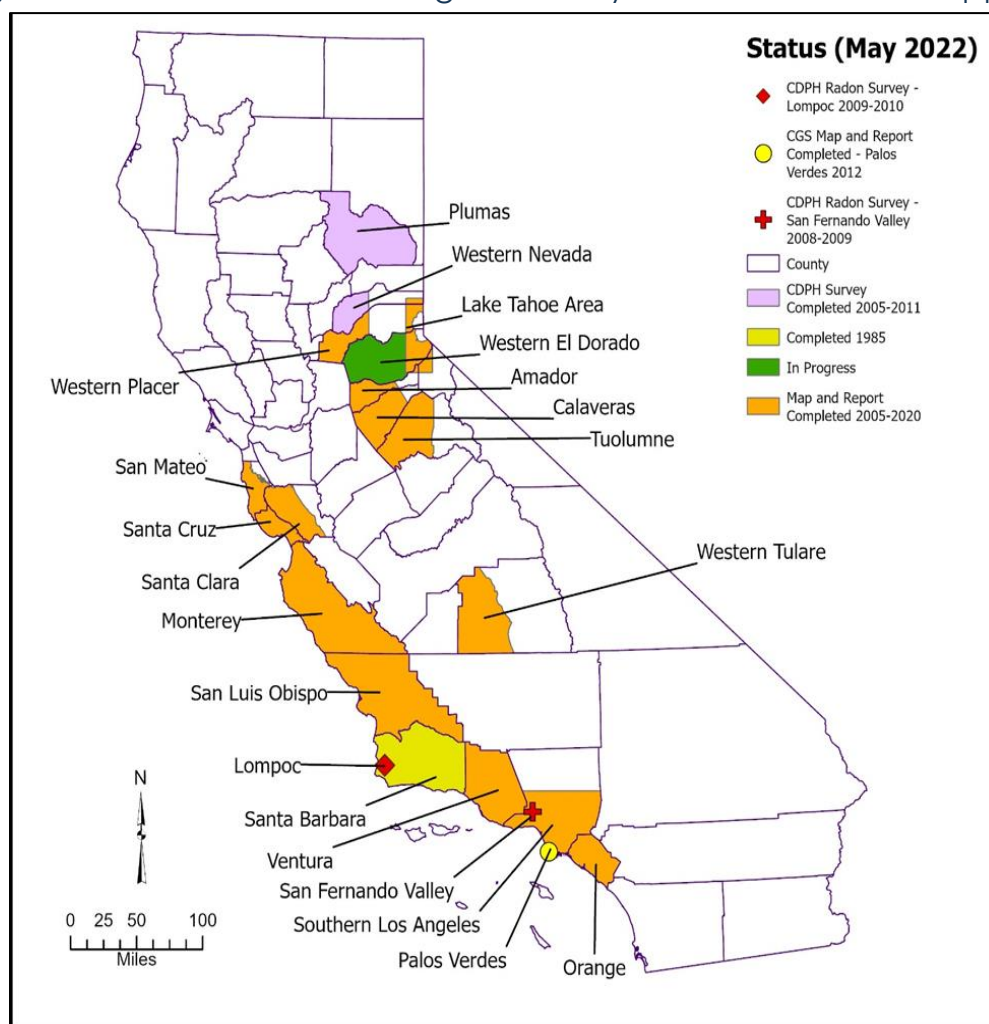 Status (May 2022)
CDPH Radon Survey -
Lompoc 2009-2010
CGS Map and Report
Completed - Palos
Verdes 2012
CDPH Radon Survey -
San Fernando Valley
2008-2009
County
CDPH Survey
Completed 2005-2011
Completed 1985
In Progress
Map and Report
Completed 2005-2020
Plumas
Western Nevada
Lake Tahoe Area
Western El Dorado
Western Placer
Amador
Calaveras
Tuolumne
San Mateo
Santa Cruz
Santa Clara
Western Tulare
Monterey
San Luis Obispo
Lompoc
Santa Barbara
Ventura
San Fernando Valley
Southern Los Angeles
Palos Verdes
Orange
N
0 25 50 100
Miles